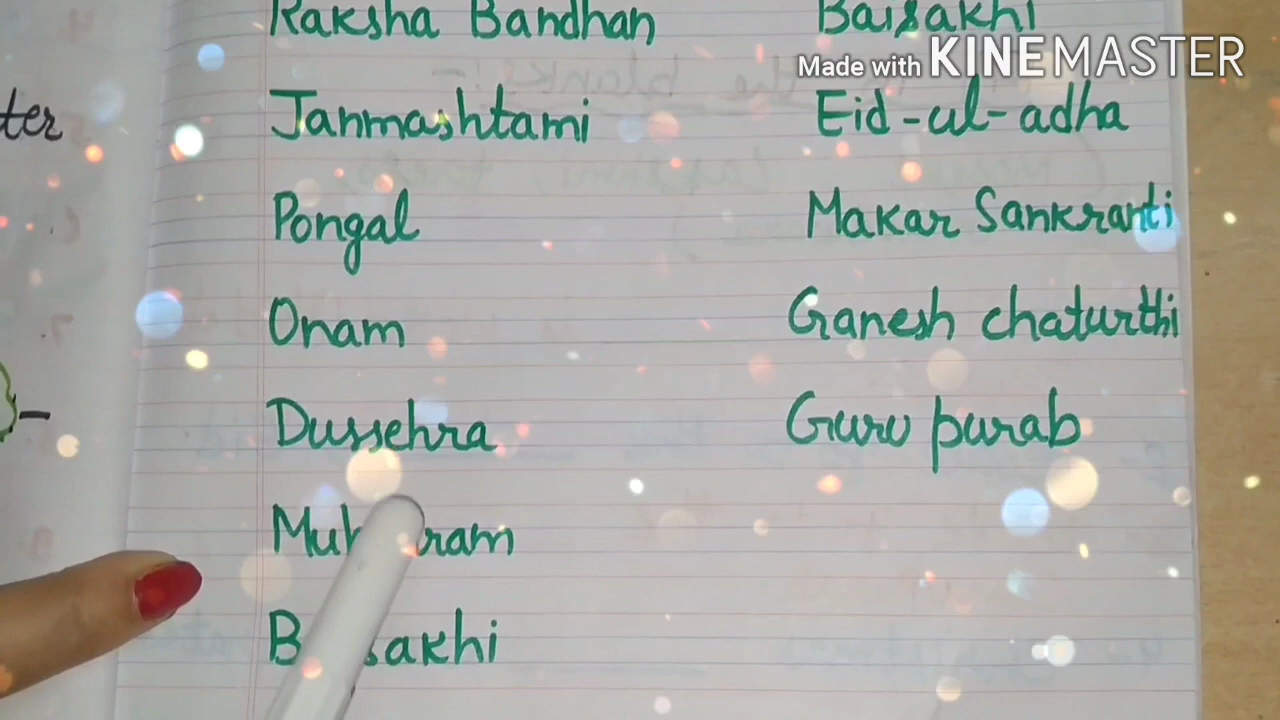 Raksha Bandhan
Baisakhi
Made with KINEMASTER
ter
Janmashtami
Eid-ul-adha
Pongal
Makar Sankranti
Onam
Ganesh chaturthi
Dussehra
Guru purab